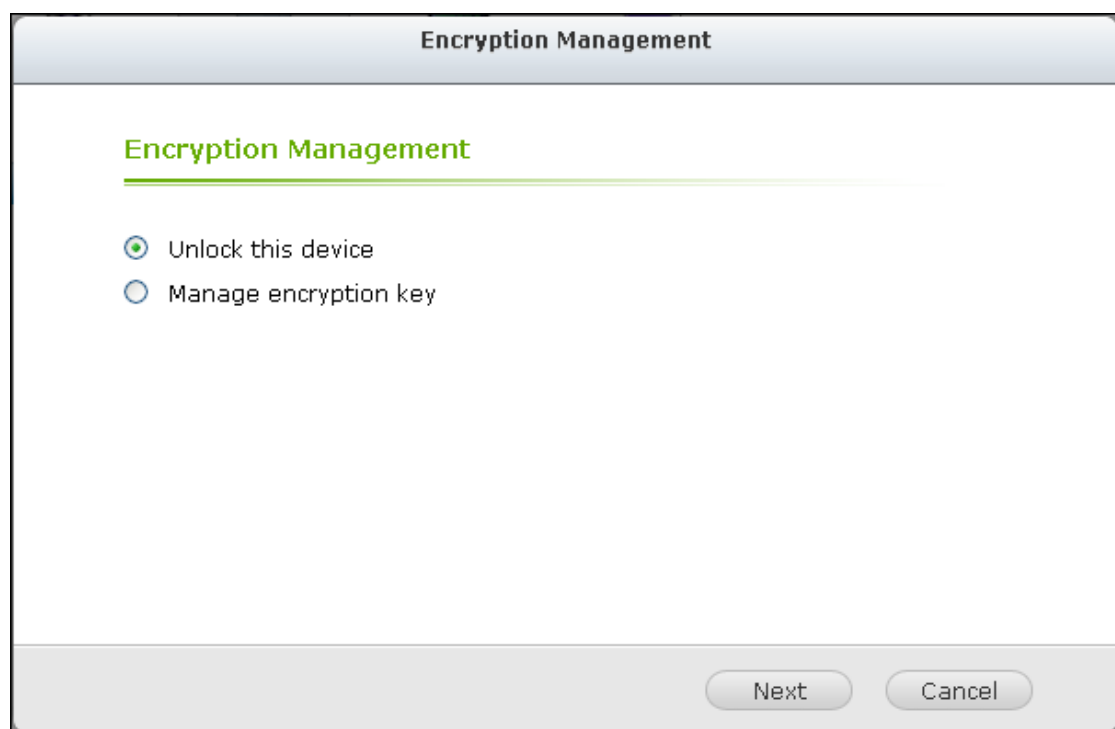 Encryption Management
Encryption Management
Unlock this device
Manage encryption key
Next Cancel